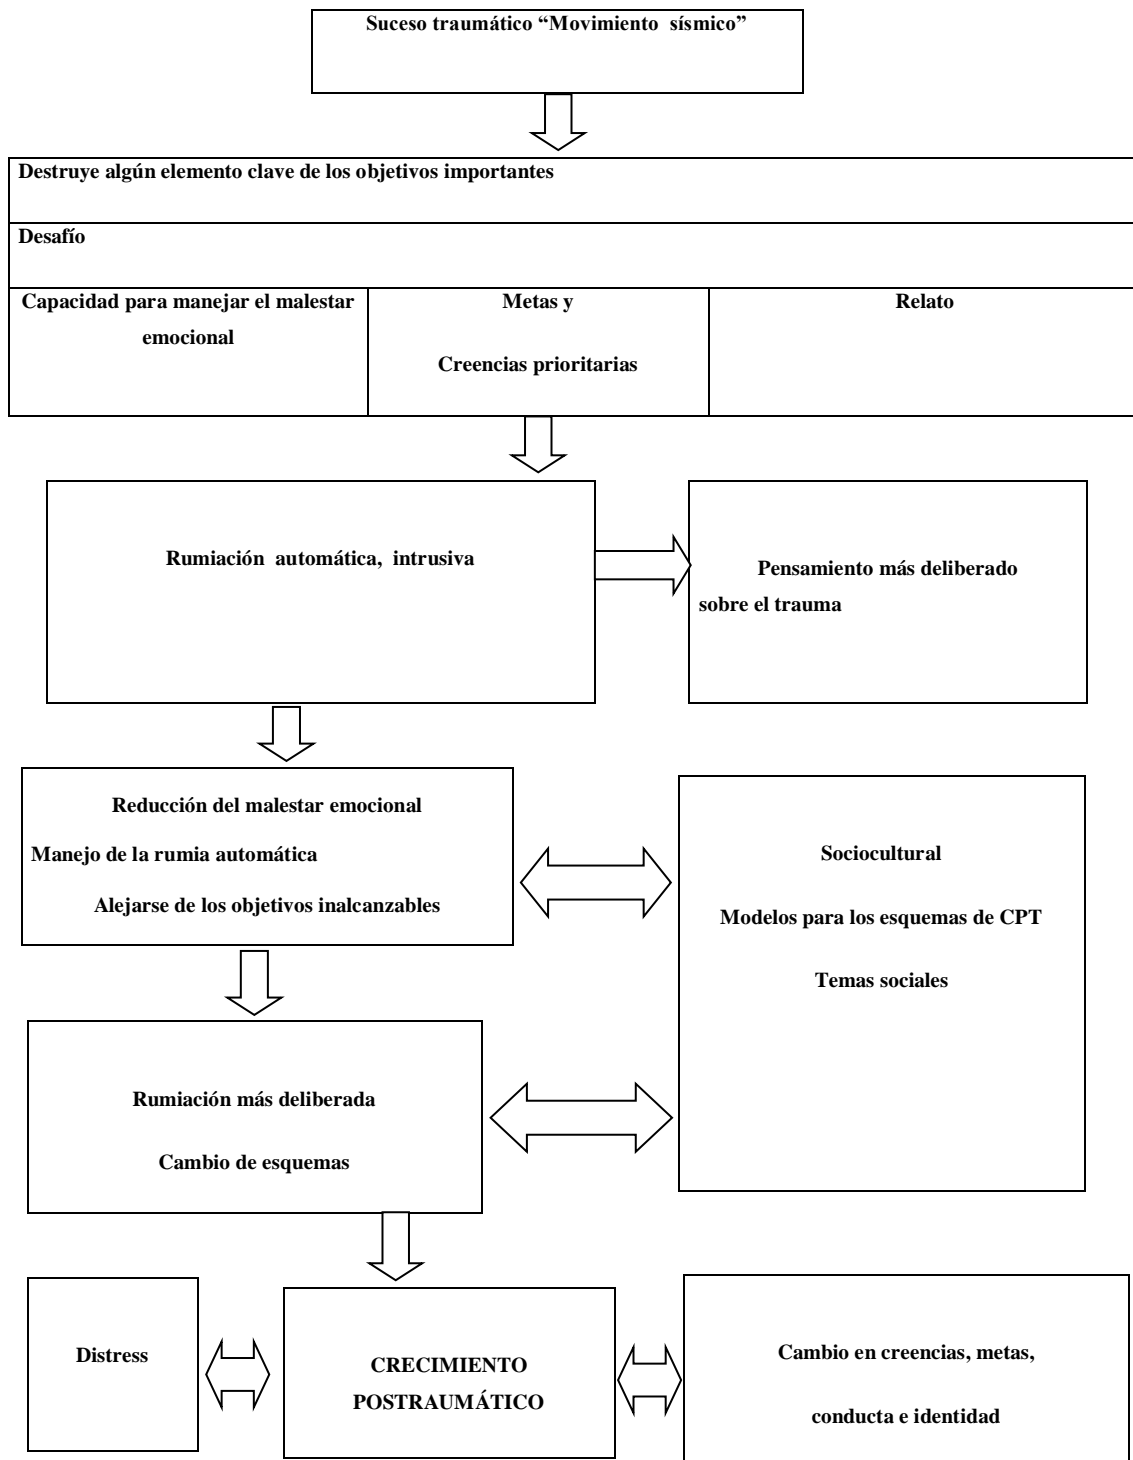 Suceso traumático “Movimiento sísmico”
Destruye algún elemento clave de los objetivos importantes
Desafío
Capacidad para manejar el malestar
emocional
Metas y
Creencias prioritarias
Relato
Rumiación automática, intrusiva
Pensamiento más deliberado
sobre el trauma
Reducción del malestar emocional
Manejo de la rumia automática
Alejarse de los objetivos inalcanzables
Sociocultural
Modelos para los esquemas de CPT
Temas sociales
Rumiación más deliberada
Cambio de esquemas
Distress
CRECIMIENTO
POSTRAUMÁTICO
Cambio en creencias, metas,
conducta e identidad